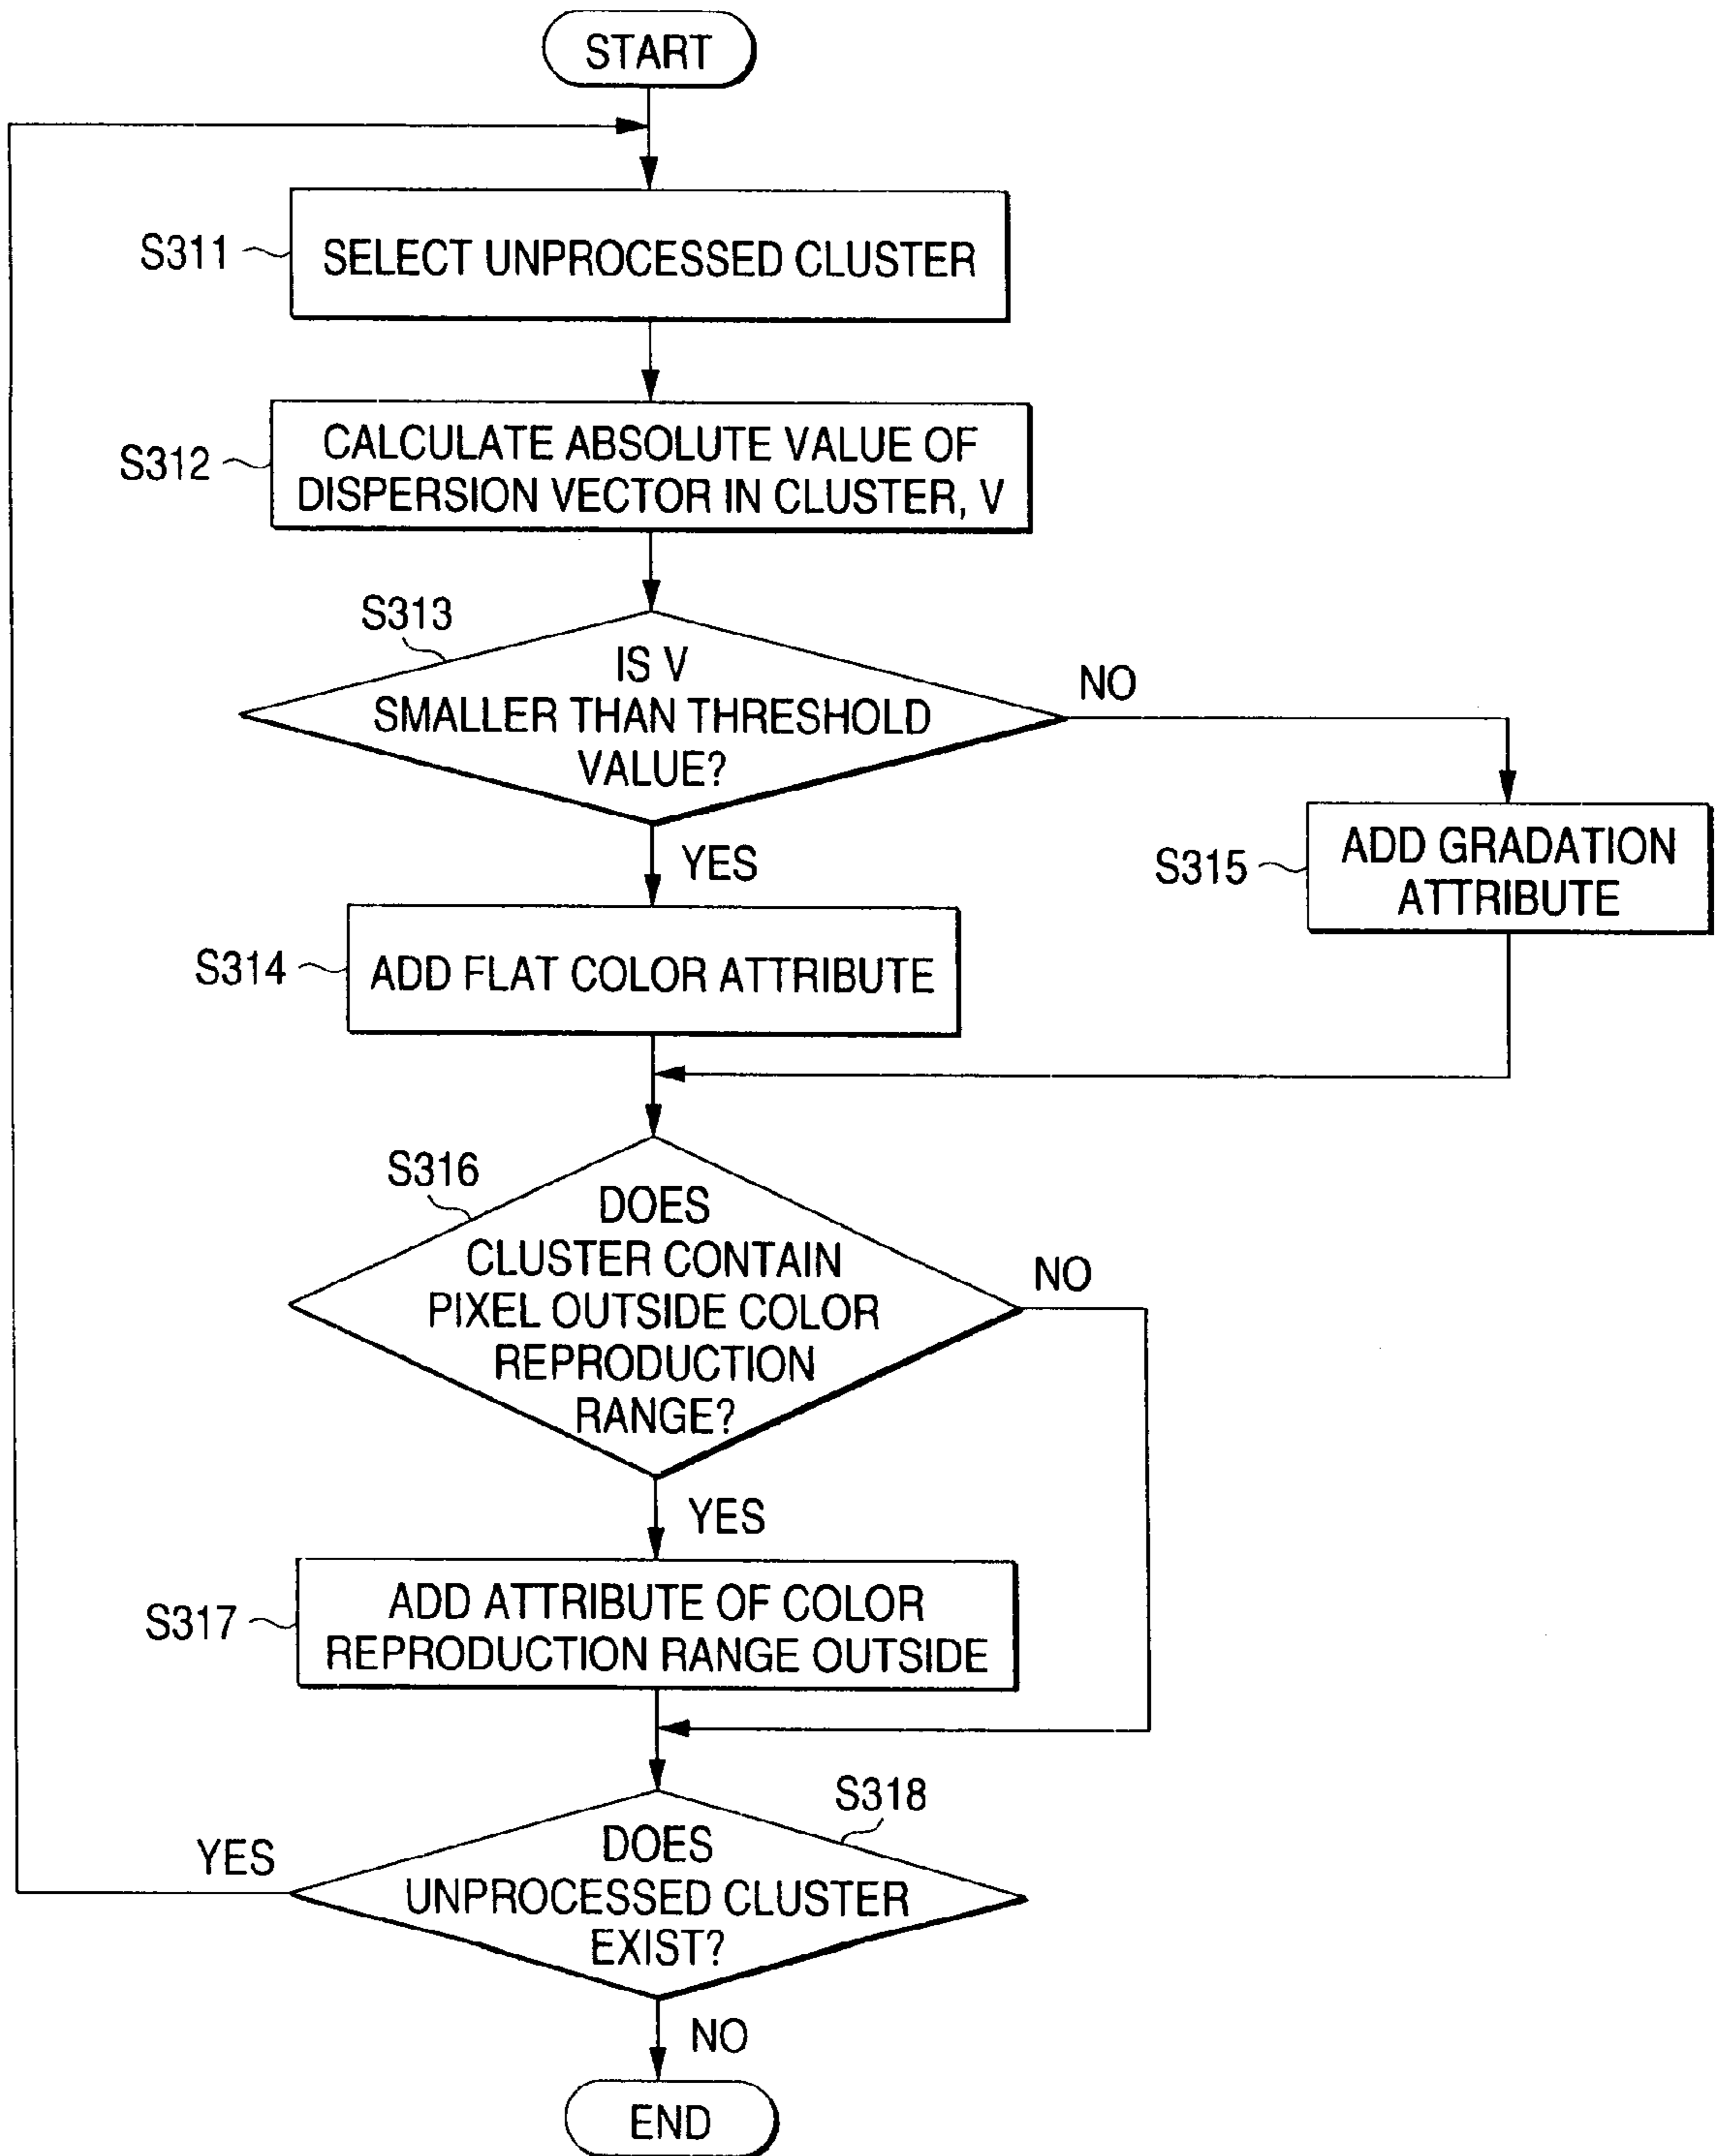 START
S311
SELECT UNPROCESSED CLUSTER
S312
CALCULATE ABSOLUTE VALUE OF
DISPERSION VECTOR IN CLUSTER, V
S313
IS V
SMALLER THAN THRESHOLD
VALUE?
NO
YES
S315
ADD GRADATION
ATTRIBUTE
S314
ADD FLAT COLOR ATTRIBUTE
S316
DOES
CLUSTER CONTAIN
PIXEL OUTSIDE COLOR
REPRODUCTION
RANGE?
NO
YES
S317
ADD ATTRIBUTE OF COLOR
REPRODUCTION RANGE OUTSIDE
S318
DOES
UNPROCESSED CLUSTER
EXIST?
YES
NO
END